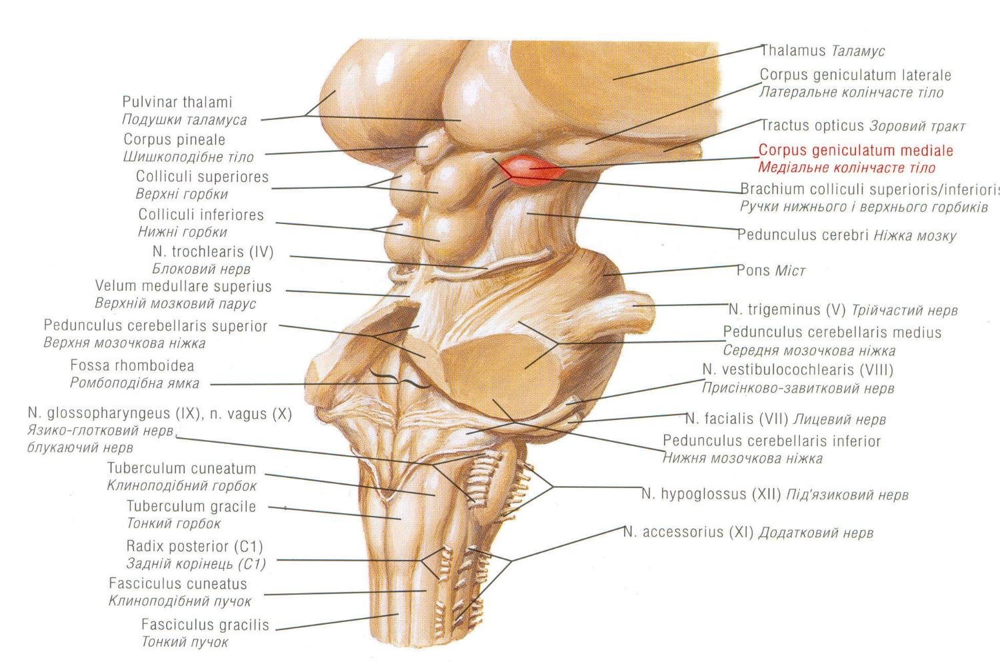 Pulvinar thalami
Подушки таламуса
Corpus pineale
Шишкоподібне тіло
Colliculi superiores
Верхні горбки
Colliculi inferiores
Нижні горбки
N. trochlearis (IV)
Блоковий нерв
Velum medullare superius
Верхній мозковий парус
Pedunculus cerebellaris superior
Верхня мозочкова ніжка
Fossa rhomboidea
Ромбоподібна ямка
N. glossopharyngeus (IX), n. vagus (X)
Язико-глотковий нерв,
блукаючий нерв
Tuberculum cuneatum
Клиноподібний горбок
Tuberculum gracile
Тонкий горбок
Radix posterior (C1)
Задній корінець (C1)
Fasciculus cuneatus
Клиноподібний пучок
Fasciculus gracilis
Тонкий пучок
Thalamus Таламус
Corpus geniculatum laterale
Латеральне колінчасте тіло
Tractus opticus Зоровий тракт
Corpus geniculatum mediale
Медіальне колінчасте тіло
Brachium colliculi superioris/inferioris
Ручки нижнього і верхнього горбиків
Pedunculus cerebri Ніжка мозку
Pons Міст
N. trigeminus (V) Трійчастий нерв
Pedunculus cerebellaris medius
Середня мозочкова ніжка
N. vestibulocochlearis (VIII)
Присінково-завитковий нерв
N. facialis (VII) Лицевий нерв
Pedunculus cerebellaris inferior
Нижня мозочкова ніжка
N. hypoglossus (XII) Під'язиковий нерв
N. accessorius (XI) Додатковий нерв